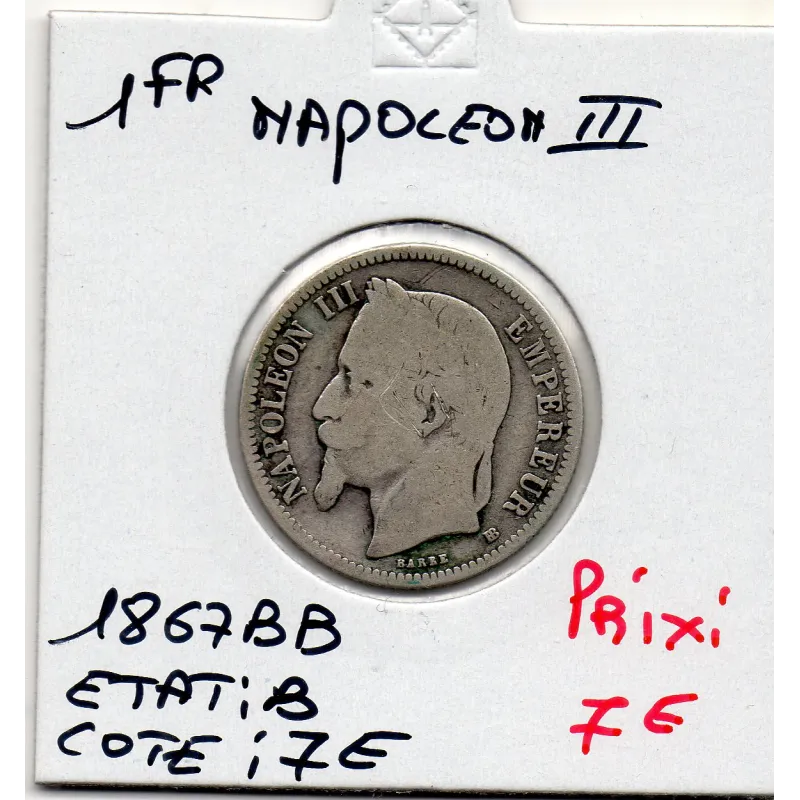 1FR NAPOLEON III
NAPOLEON III EMPEREUR
BARRE
BB
1867BB
ETAT : B
COTE : 7E
PRIX :
7E